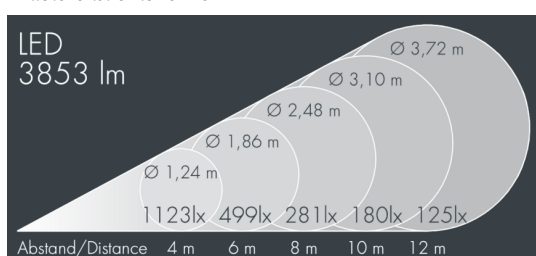 LED
3853 lm
Ø 3,72 m
Ø 3,10 m
Ø 2,48 m
Ø 1,86 m
Ø 1,24 m
1123lx 499lx 281lx 180lx 125lx
Abstand/Distance 4 m 6 m 8 m 10 m 12 m